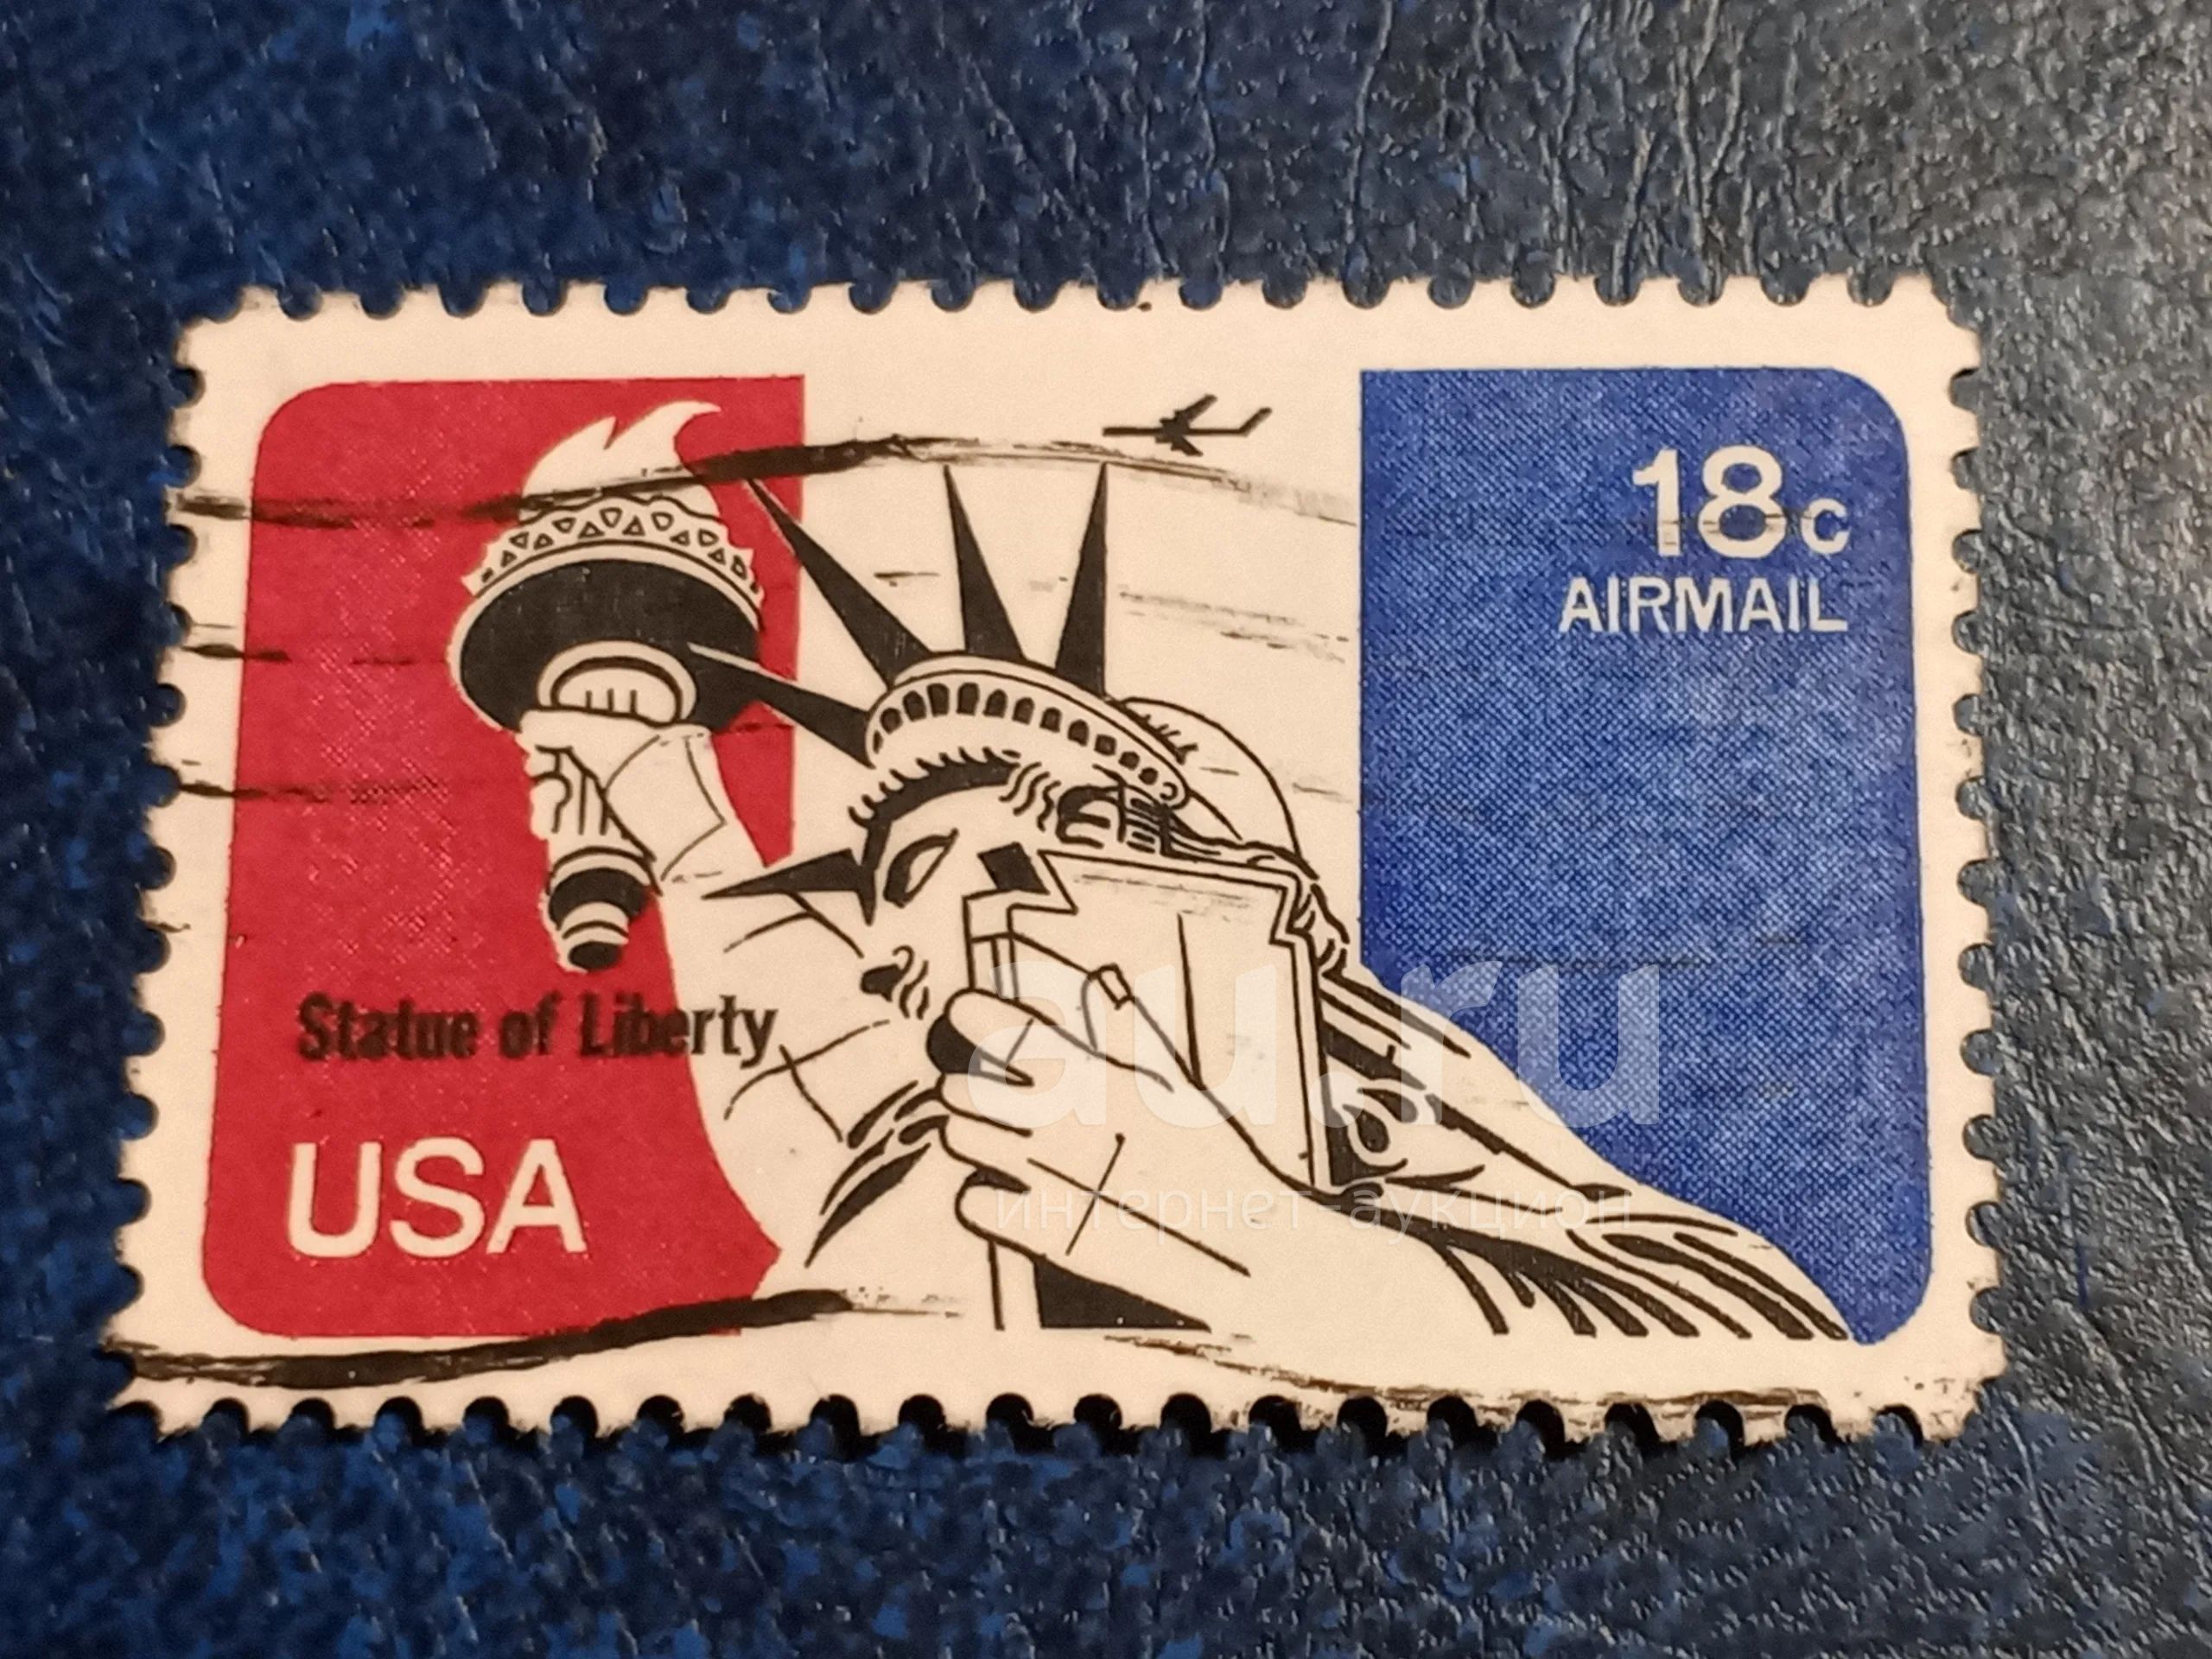 18c
AIRMAIL
Statue of Liberty
USA
au.ru
интернет-аукцион